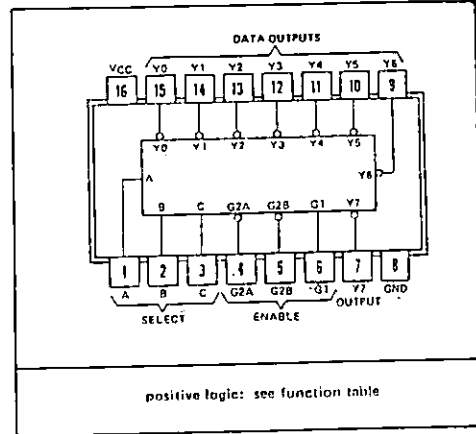 DATA OUTPUTS
VCC Y0 Y1 Y2 Y3 Y4 Y5 Y6
16 15 14 13 12 11 10 9
Y0 Y1 Y2 Y3 Y4 Y5
A Y6
B C G2A G2B G1 Y7
1 2 3 4 5 6 7 8
A B C G2A G2B G1 Y7 GND
SELECT ENABLE OUTPUT
positive logic: see function table